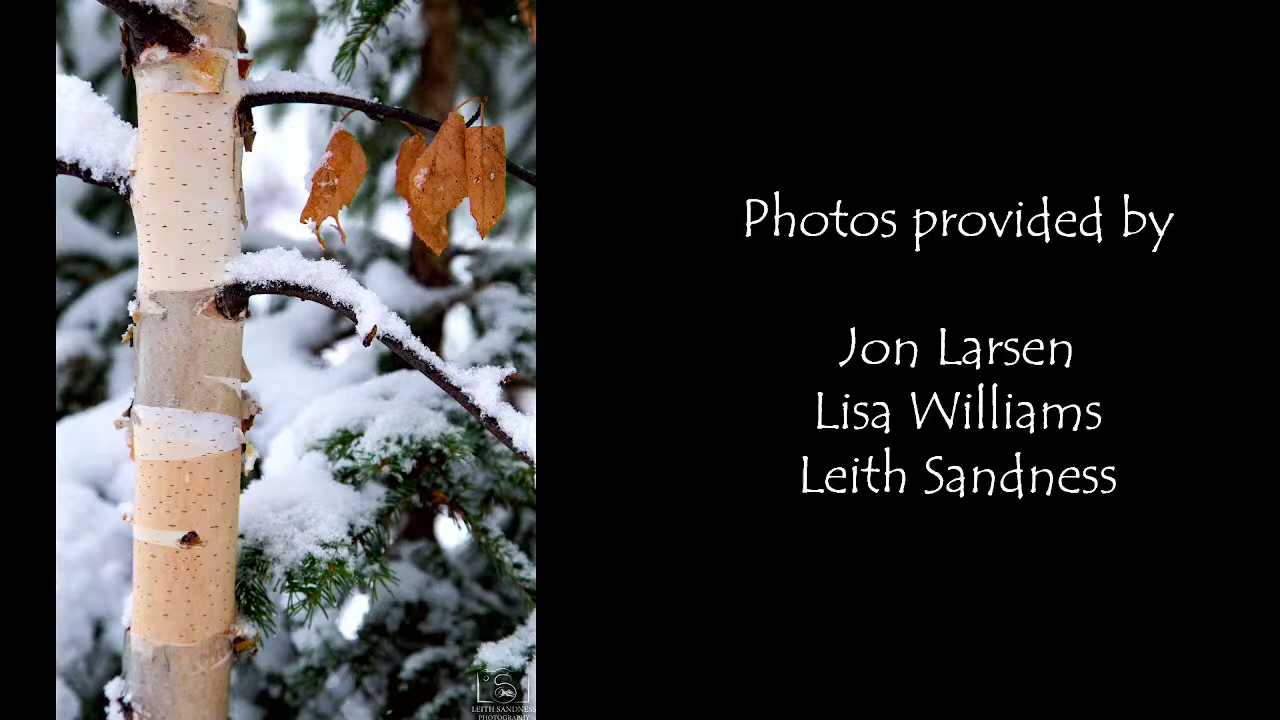 Photos provided by
Jon Larsen
Lisa Williams
Leith Sandness
LEITH SANDNESS
PHOTOGRAPHY